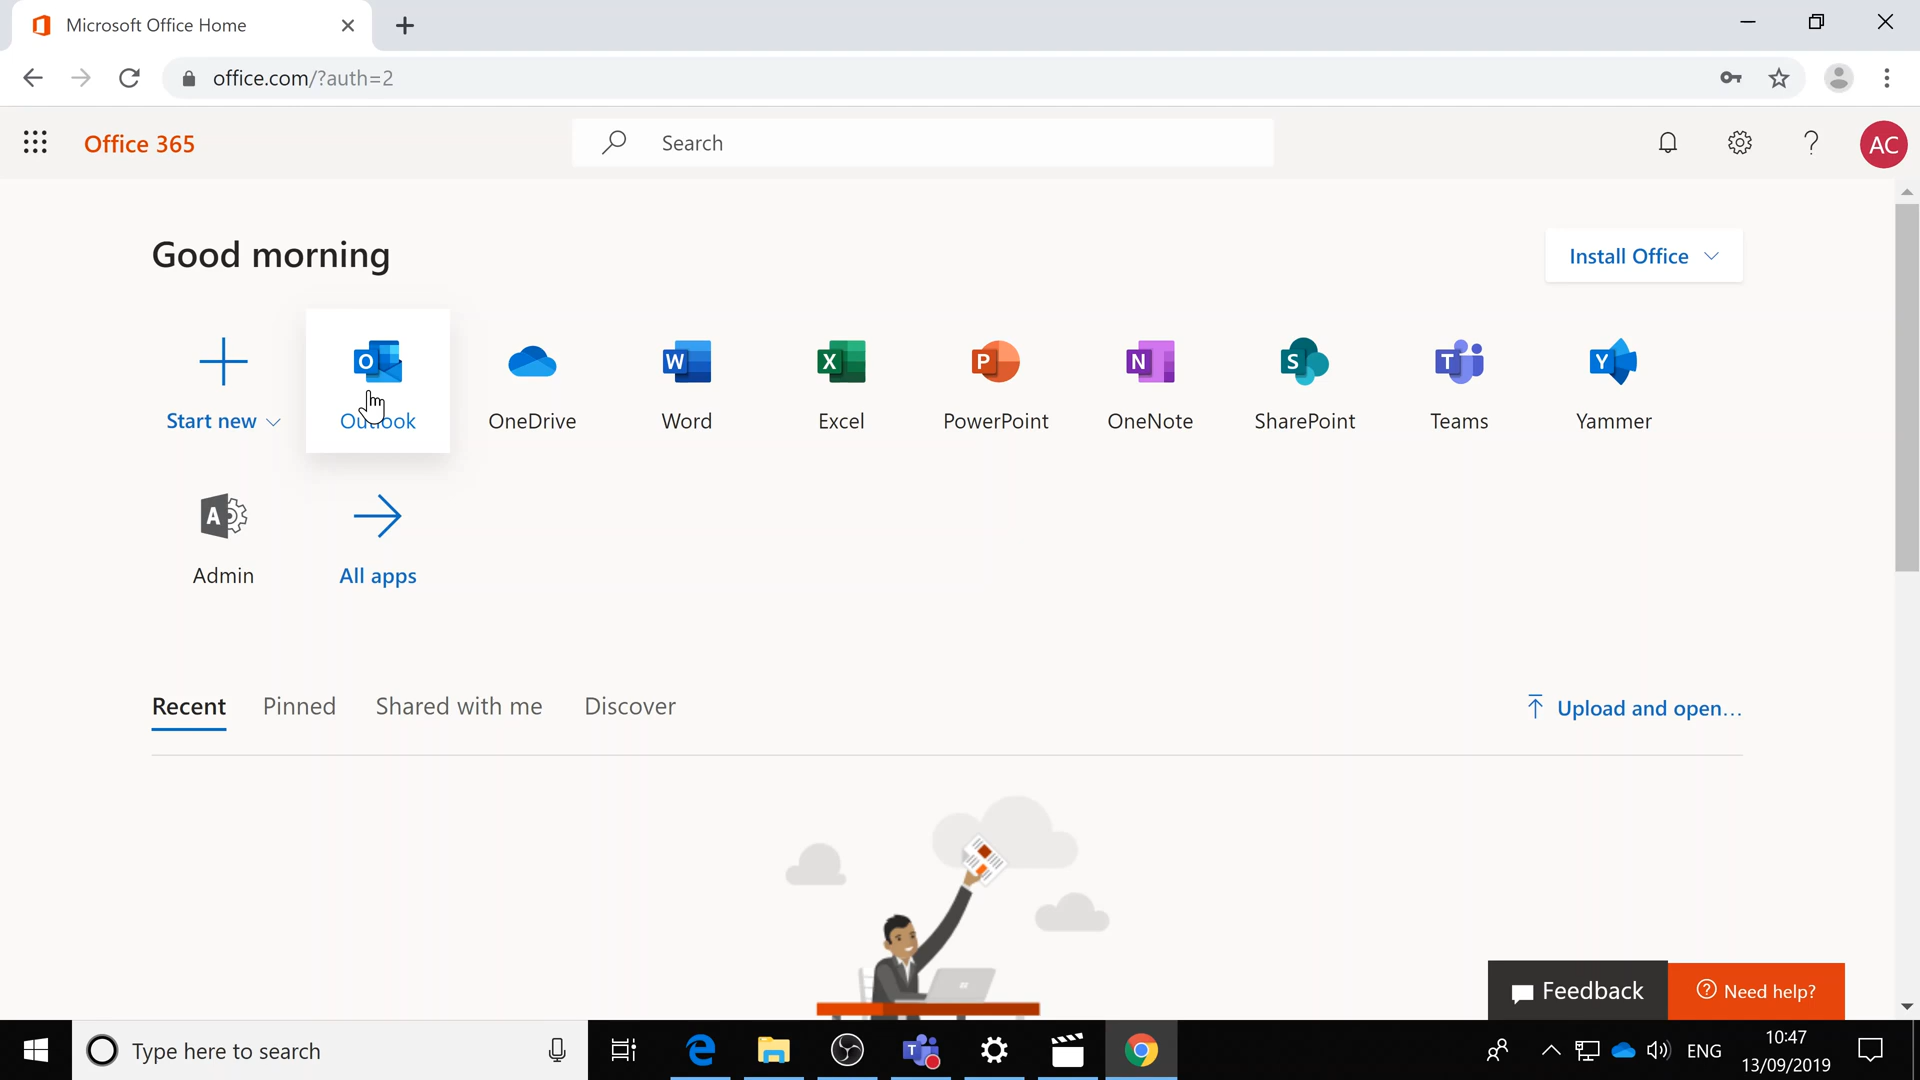 Microsoft Office Home
office.com/?auth=2
Office 365
Search
AC
Good morning
Install Office
Start new
Outlook
OneDrive
Word
Excel
PowerPoint
OneNote
SharePoint
Teams
Yammer
Admin
All apps
Recent
Pinned
Shared with me
Discover
Upload and open...
Feedback
Need help?
Type here to search
ENG
10:47
13/09/2019